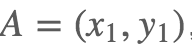 A = (x₁, y₁),